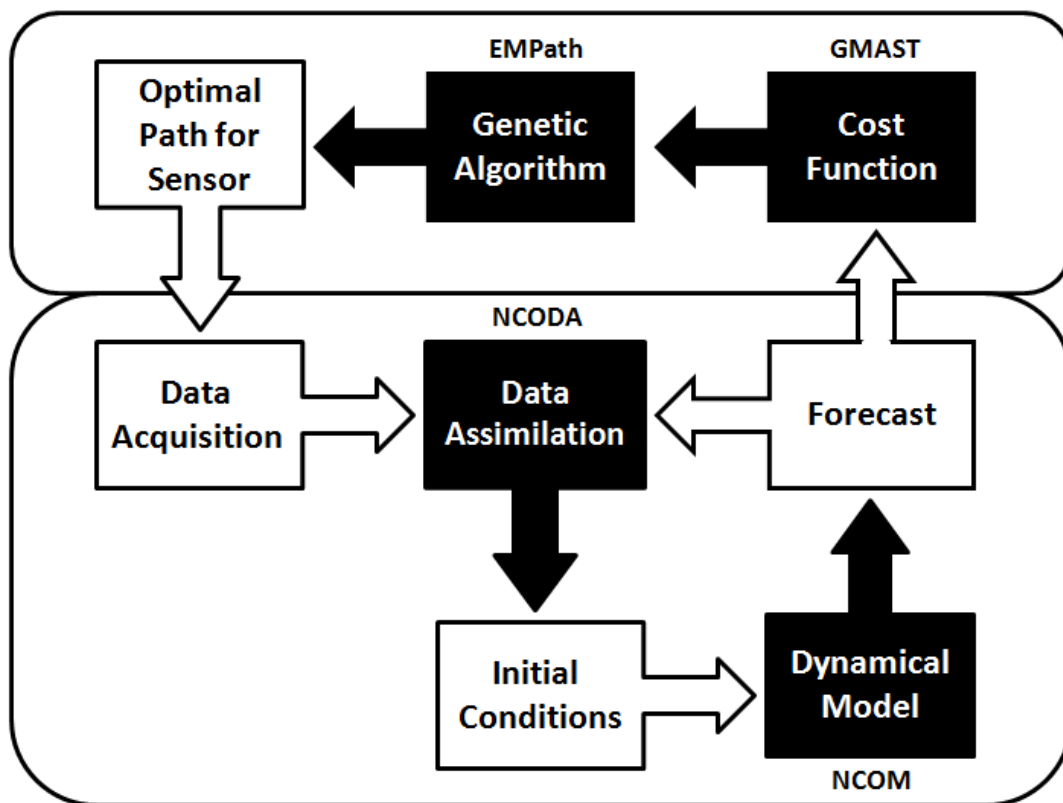 EMPath
GMAST
Optimal
Path for
Sensor
Genetic
Algorithm
Cost
Function
NCODA
Data
Acquisition
Data
Assimilation
Forecast
Initial
Conditions
Dynamical
Model
NCOM